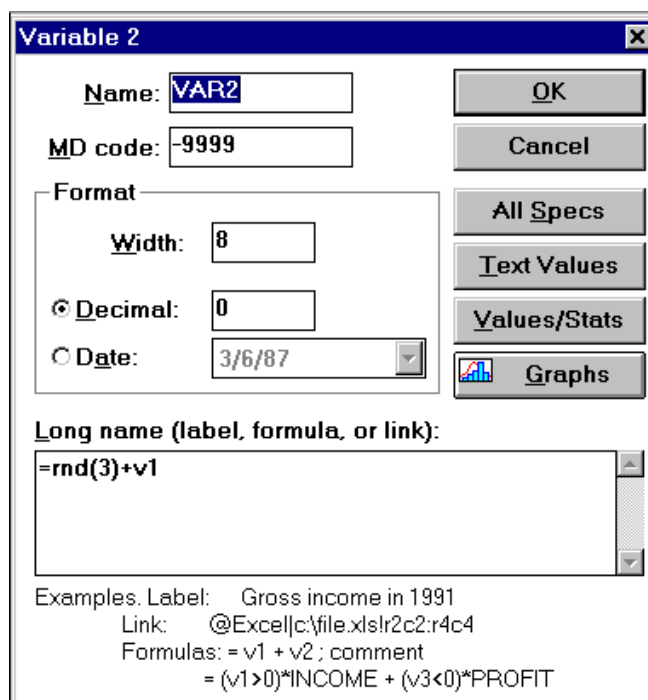 Variable 2
Name: VAR2
OK
MD code: -9999
Cancel
Format
All Specs
Width: 8
Text Values
Decimal: 0
Values/Stats
Date: 3/6/87
Graphs
Long name (label, formula, or link):
=rnd(3)+v1
Examples. Label: Gross income in 1991
Link: @Excel|c:\file.xls!r2c2:r4c4
Formulas: = v1 + v2 ; comment
= (v1>0)*INCOME + (v3<0)*PROFIT